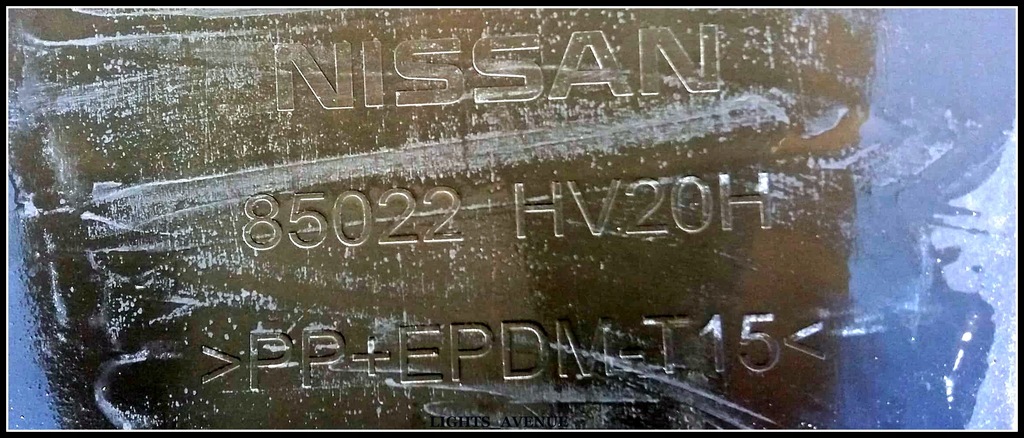 NISSAN
85022 HV20H
>PP+EPDM-T15<
LIGHTS_AVENUE